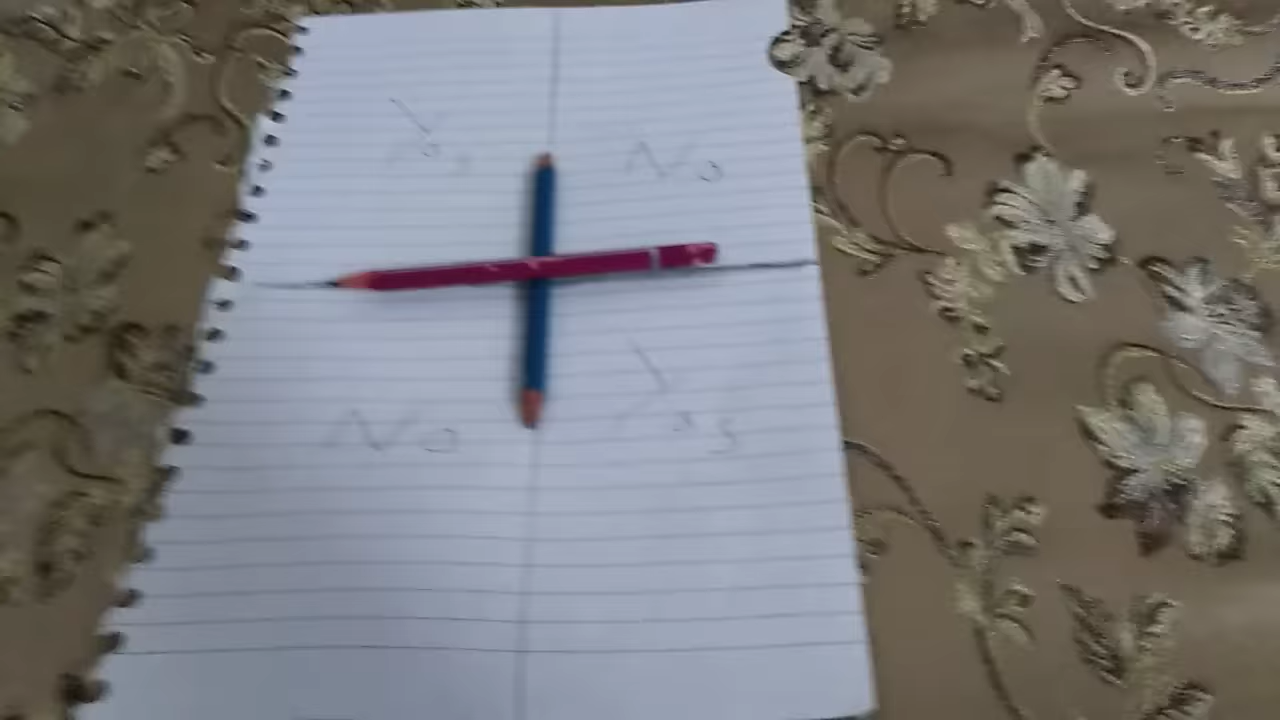 Yes No
No Yes